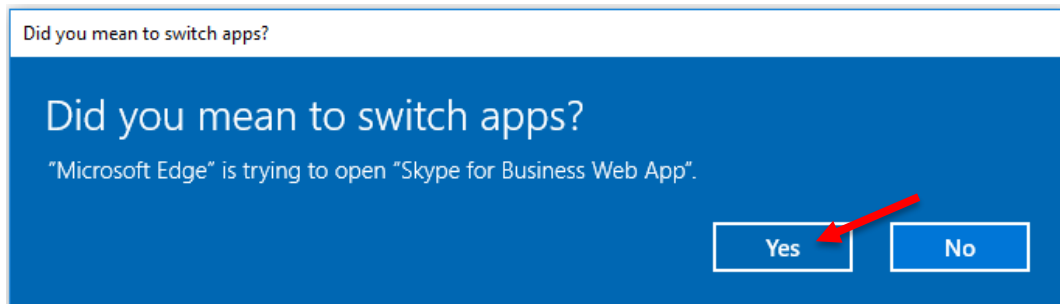 Did you mean to switch apps?
Did you mean to switch apps?
“Microsoft Edge” is trying to open “Skype for Business Web App”.
Yes
No